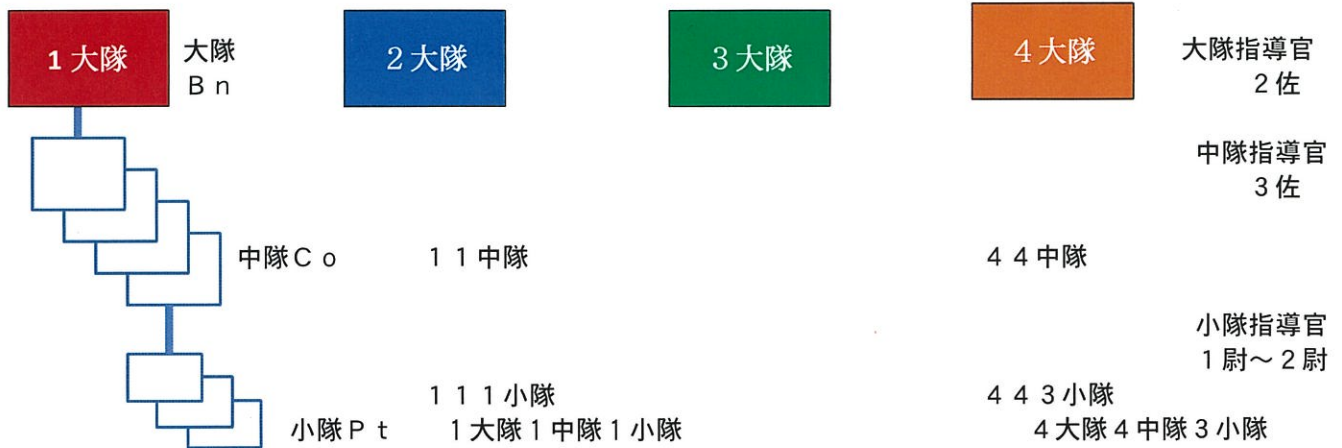 1大隊
大隊
Ｂｎ
２大隊
３大隊
４大隊
大隊指導官
２佐
中隊指導官
３佐
中隊Ｃｏ
１１中隊
４４中隊
小隊指導官
１尉～２尉
１１１小隊
４４３小隊
小隊Ｐｔ
１大隊１中隊１小隊
４大隊４中隊３小隊